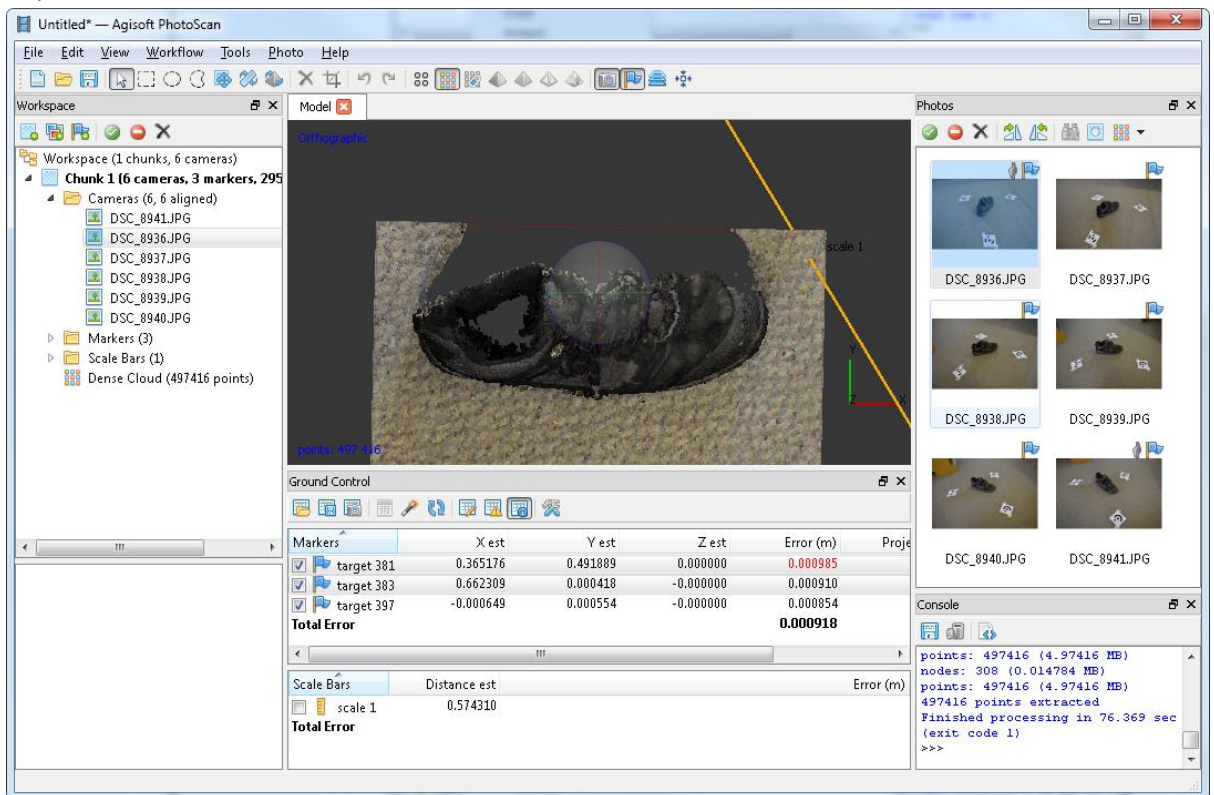 Untitled* — Agisoft PhotoScan
File Edit View Workflow Tools Photo Help
Workspace
Workspace (1 chunks, 6 cameras)
Chunk 1 (6 cameras, 3 markers, 295
Cameras (6, 6 aligned)
DSC_8941.JPG
DSC_8936.JPG
DSC_8937.JPG
DSC_8938.JPG
DSC_8939.JPG
DSC_8940.JPG
Markers (3)
Scale Bars (1)
Dense Cloud (497416 points)
Model
Orthographic
scale 1
Y
Z X
points: 497 416
Ground Control
Markers X est Y est Z est Error (m) Proje
target 381 0.365176 0.491889 0.000000 0.000985
target 383 0.662309 0.000418 -0.000000 0.000910
target 397 -0.000649 0.000554 -0.000000 0.000854
Total Error 0.000918
Scale Bars Distance est Error (m)
scale 1 0.574310
Total Error
Photos
DSC_8936.JPG DSC_8937.JPG
DSC_8938.JPG DSC_8939.JPG
DSC_8940.JPG DSC_8941.JPG
Console
points: 497416 (4.97416 MB)
nodes: 308 (0.014784 MB)
points: 497416 (4.97416 MB)
497416 points extracted
Finished processing in 76.369 sec
(exit code 1)
>>>